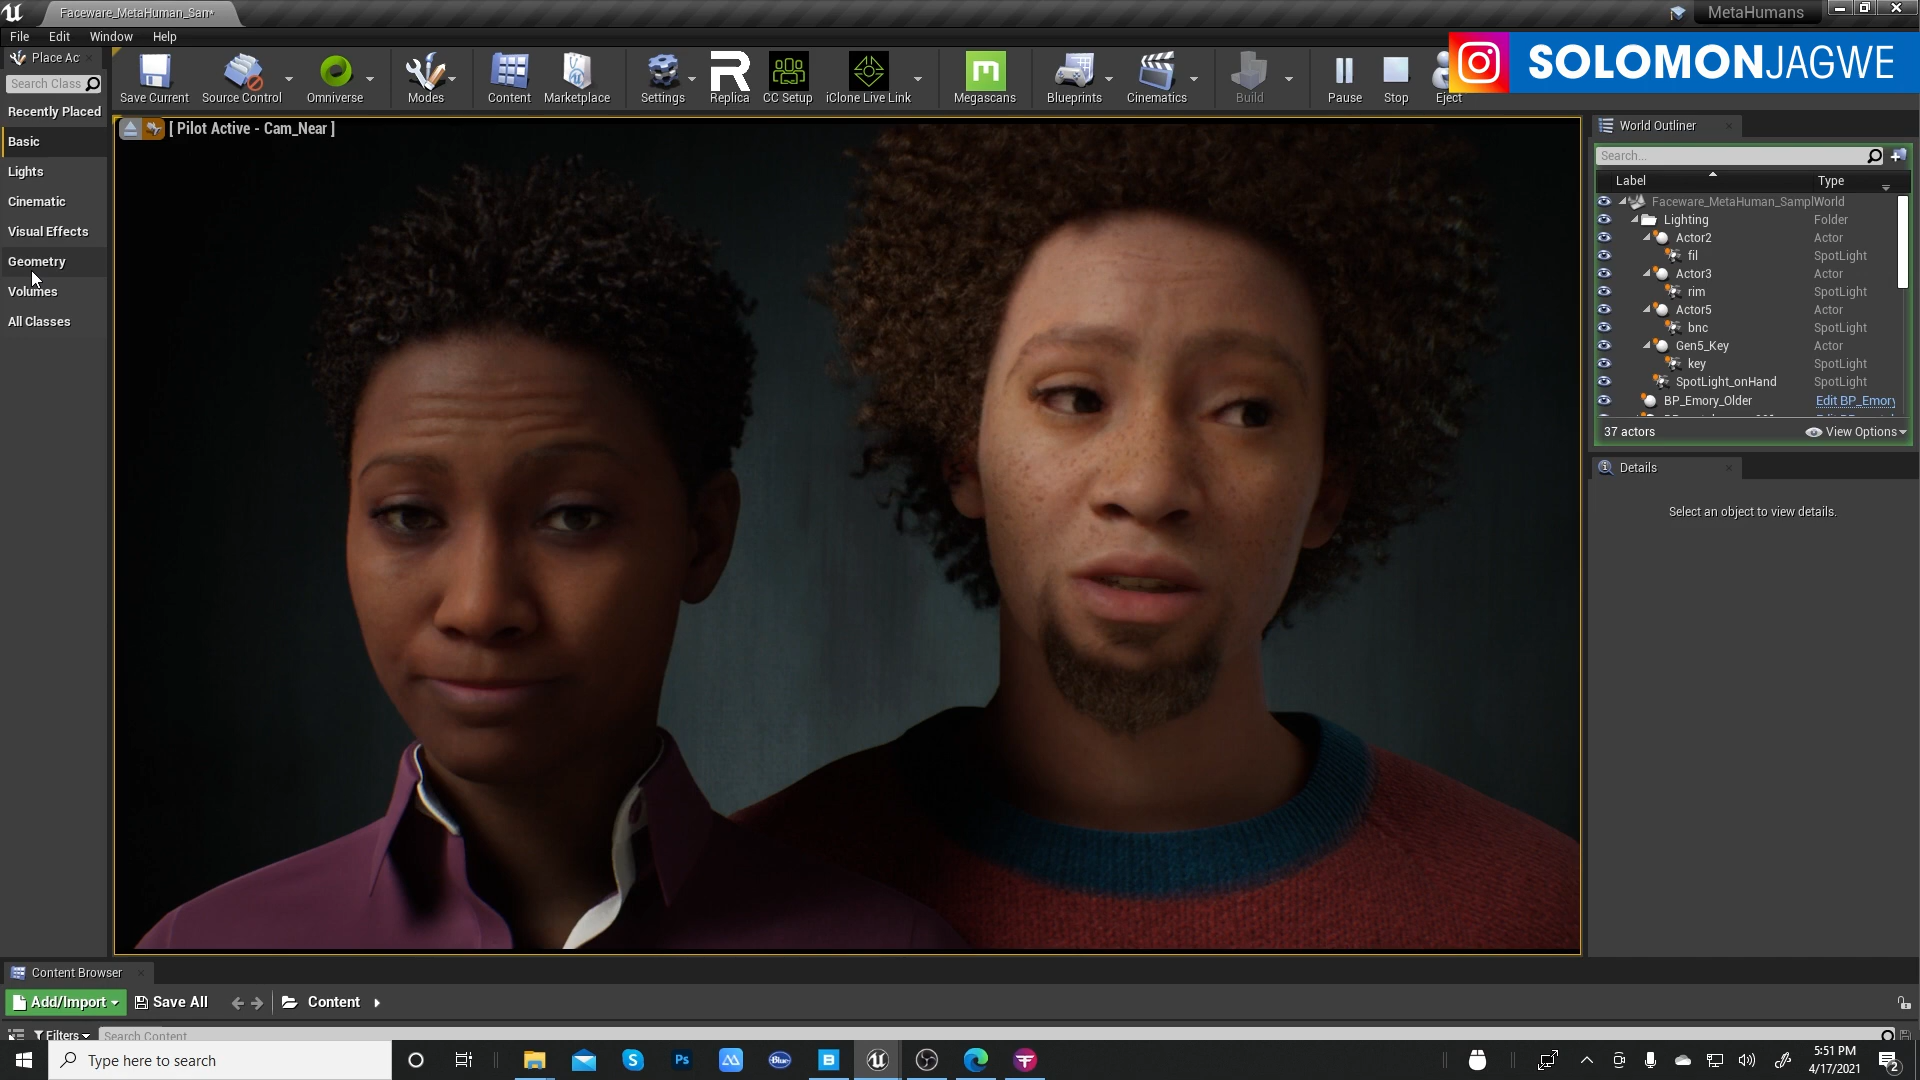 Faceware_MetaHuman_Sam*
MetaHumans
File Edit Window Help
SOLOMONJAGWE
Place Ac
Search Class
Save Current
Source Control
Omniverse
Modes
Content
Marketplace
Settings
Replica
CC Setup
iClone Live Link
Megascans
Blueprints
Cinematics
Build
Pause
Stop
Eject
Recently Placed
Basic
Lights
Cinematic
Visual Effects
Geometry
Volumes
All Classes
[ Pilot Active - Cam_Near ]
World Outliner
Search...
Label Type
Faceware_MetaHuman_Sampl World
Lighting Folder
Actor2 Actor
fil SpotLight
Actor3 Actor
rim SpotLight
Actor5 Actor
bnc SpotLight
Gen5_Key Actor
key SpotLight
SpotLight_onHand SpotLight
BP_Emory_Older Edit BP_Emory
37 actors View Options
Details
Select an object to view details.
Content Browser
Add/Import Save All Content
Filters Search Content
Type here to search
Ps
Blue
5:51 PM
4/17/2021
2